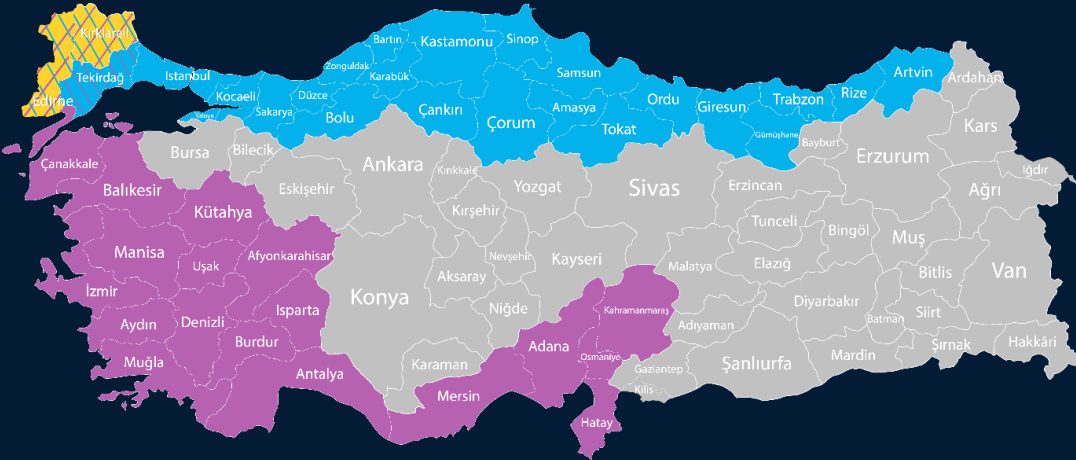 Kırklareli
Edirne
Tekirdağ
Istanbul
Kocaeli
Yalova
Sakarya
Düzce
Bolu
Zonguldak
Bartın
Karabük
Kastamonu
Çankırı
Sinop
Çorum
Samsun
Amasya
Tokat
Ordu
Giresun
Gümüşhane
Trabzon
Rize
Artvin
Ardahan
Kars
Bayburt
Erzurum
Iğdır
Ağrı
Çanakkale
Bursa
Bilecik
Eskişehir
Ankara
Kırıkkale
Yozgat
Sivas
Erzincan
Tunceli
Bingöl
Muş
Balıkesir
Kütahya
Kırşehir
Nevşehir
Kayseri
Malatya
Elazığ
Bitlis
Van
Manisa
Uşak
Afyonkarahisar
Konya
Aksaray
Niğde
Kahramanmaraş
Adıyaman
Diyarbakır
Batman
Siirt
İzmir
Aydın
Denizli
Isparta
Burdur
Muğla
Antalya
Karaman
Mersin
Adana
Osmaniye
Hatay
Gaziantep
Kilis
Şanlıurfa
Mardin
Şırnak
Hakkâri